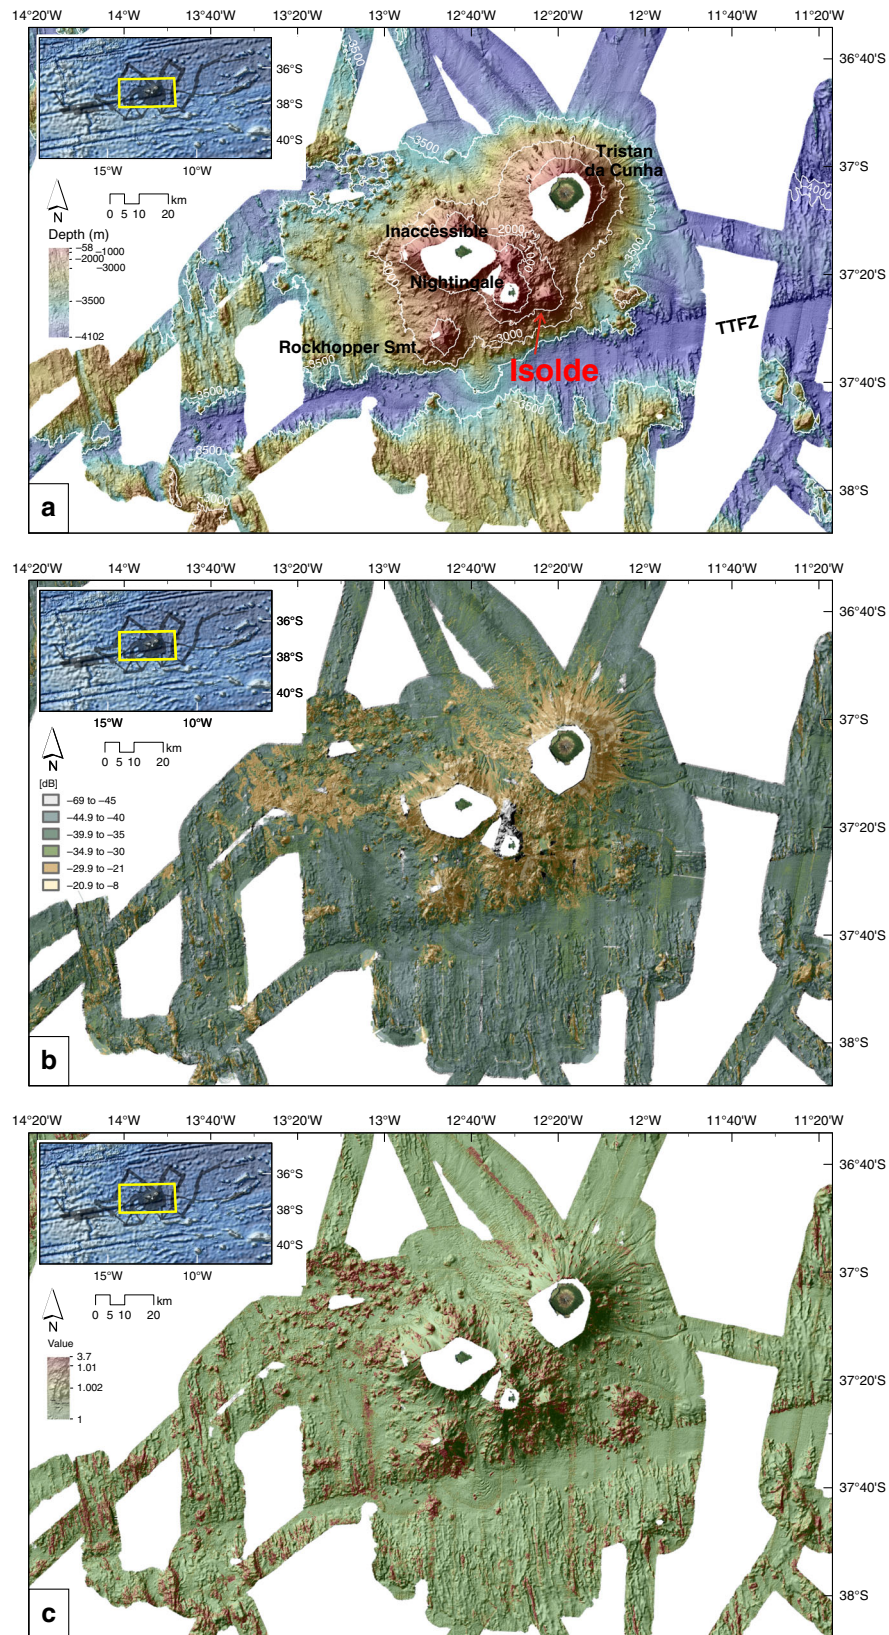 14°20'W 14°W 13°40'W 13°20'W 13°W 12°40'W 12°20'W 12°W 11°40'W 11°20'W
36°S
38°S
40°S
15°W 10°W
36°40'S
37°S
37°20'S
37°40'S
38°S
N
0 5 10 20 km
Depth (m)
−58
−1000
−2000
−3000
−3500
−4102
−3500
−3500
Tristan
da Cunha
−4000
Inaccessible
−2000
−3500
Nightingale
TTFZ
−3000
Rockhopper Smt.
−3500
Isolde
−3500
−3500
−3500
−3000
a
14°20'W 14°W 13°40'W 13°20'W 13°W 12°40'W 12°20'W 12°W 11°40'W 11°20'W
36°S
38°S
40°S
15°W 10°W
36°40'S
37°S
37°20'S
37°40'S
38°S
N
0 5 10 20 km
[dB]
−69 to −45
−44.9 to −40
−39.9 to −35
−34.9 to −30
−29.9 to −21
−20.9 to −8
b
14°20'W 14°W 13°40'W 13°20'W 13°W 12°40'W 12°20'W 12°W 11°40'W 11°20'W
36°S
38°S
40°S
15°W 10°W
36°40'S
37°S
37°20'S
37°40'S
38°S
N
0 5 10 20 km
Value
3.7
1.01
1.002
1
c